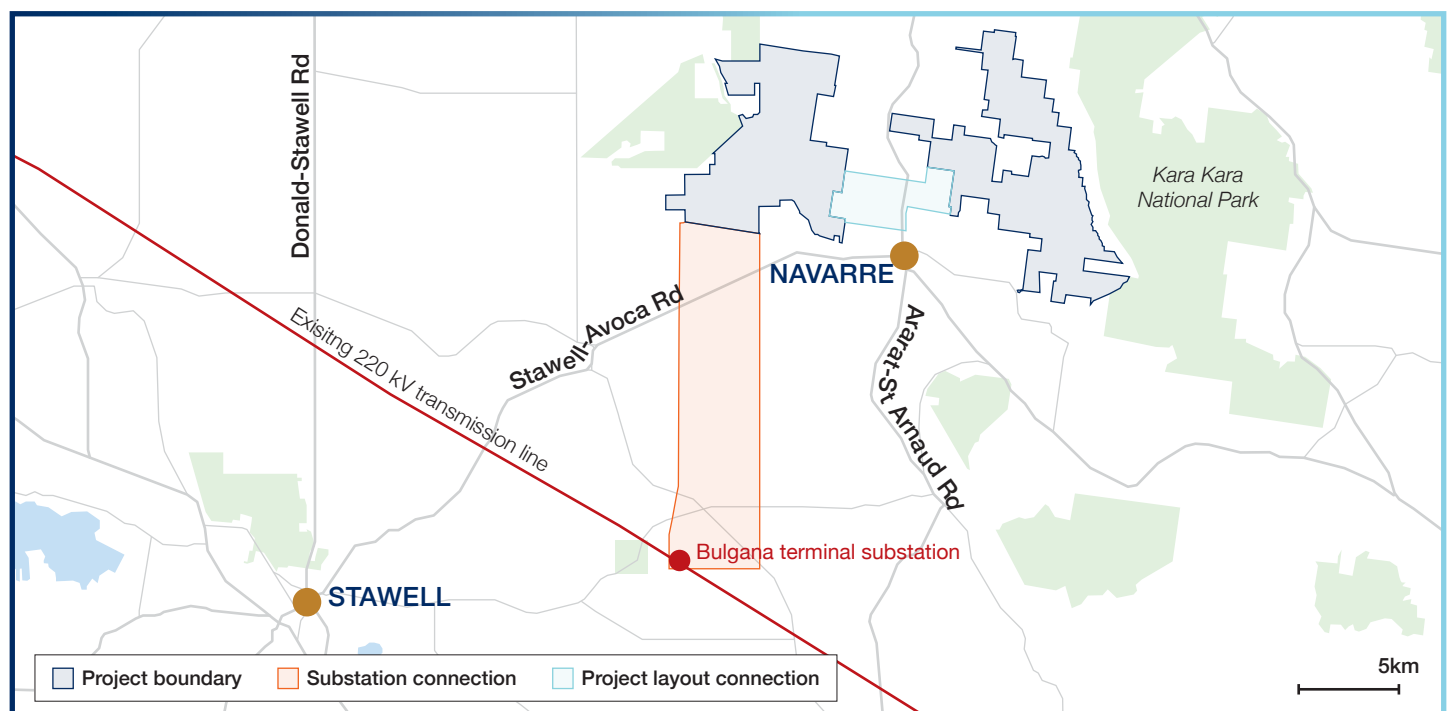 Donald-Stawell Rd
Kara Kara
National Park
NAVARRE
Stawell-Avoca Rd
Exisitng 220 kV transmission line
Ararat-St Arnaud Rd
Bulgana terminal substation
STAWELL
Project boundary
Substation connection
Project layout connection
5km